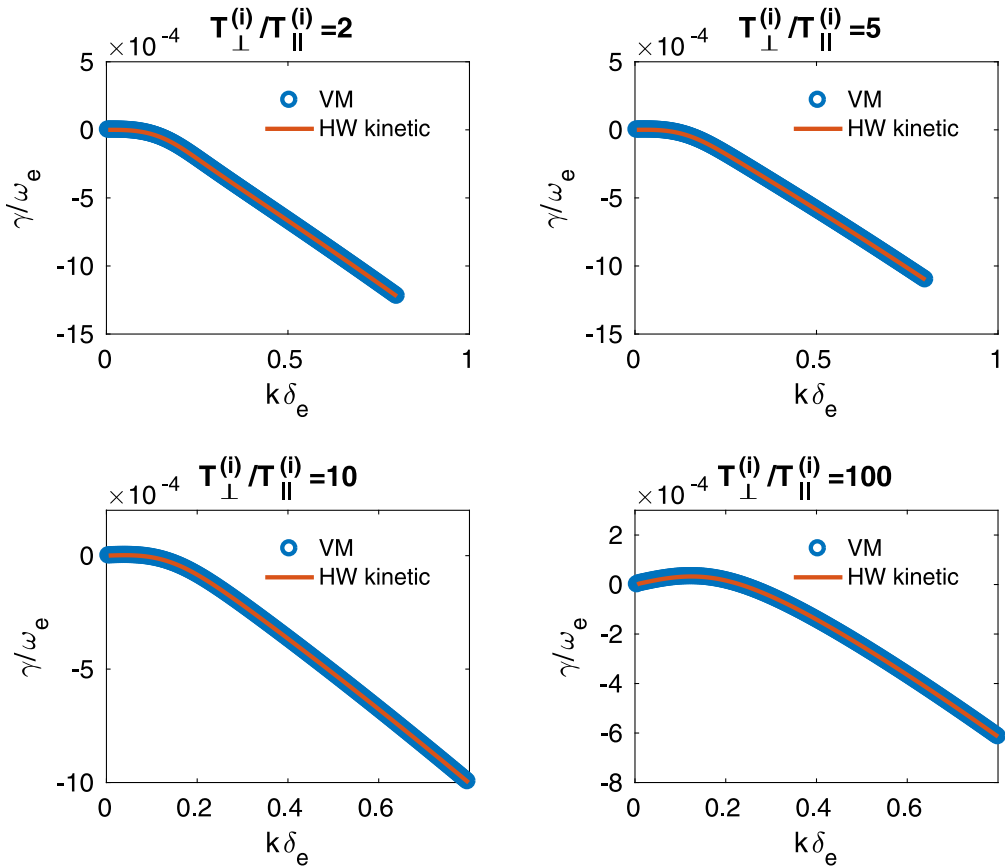 T⊥(i)/T||(i)=2
×10 -4
5
0
-5
-10
-15
γ/ωe
VM
HW kinetic
0 0.5 1
kδe
T⊥(i)/T||(i)=5
×10 -4
5
0
-5
-10
-15
γ/ωe
VM
HW kinetic
0 0.5 1
kδe
T⊥(i)/T||(i)=10
×10 -4
0
-5
-10
γ/ωe
VM
HW kinetic
0 0.2 0.4 0.6
kδe
T⊥(i)/T||(i)=100
×10 -4
2
0
-2
-4
-6
-8
γ/ωe
VM
HW kinetic
0 0.2 0.4 0.6
kδe